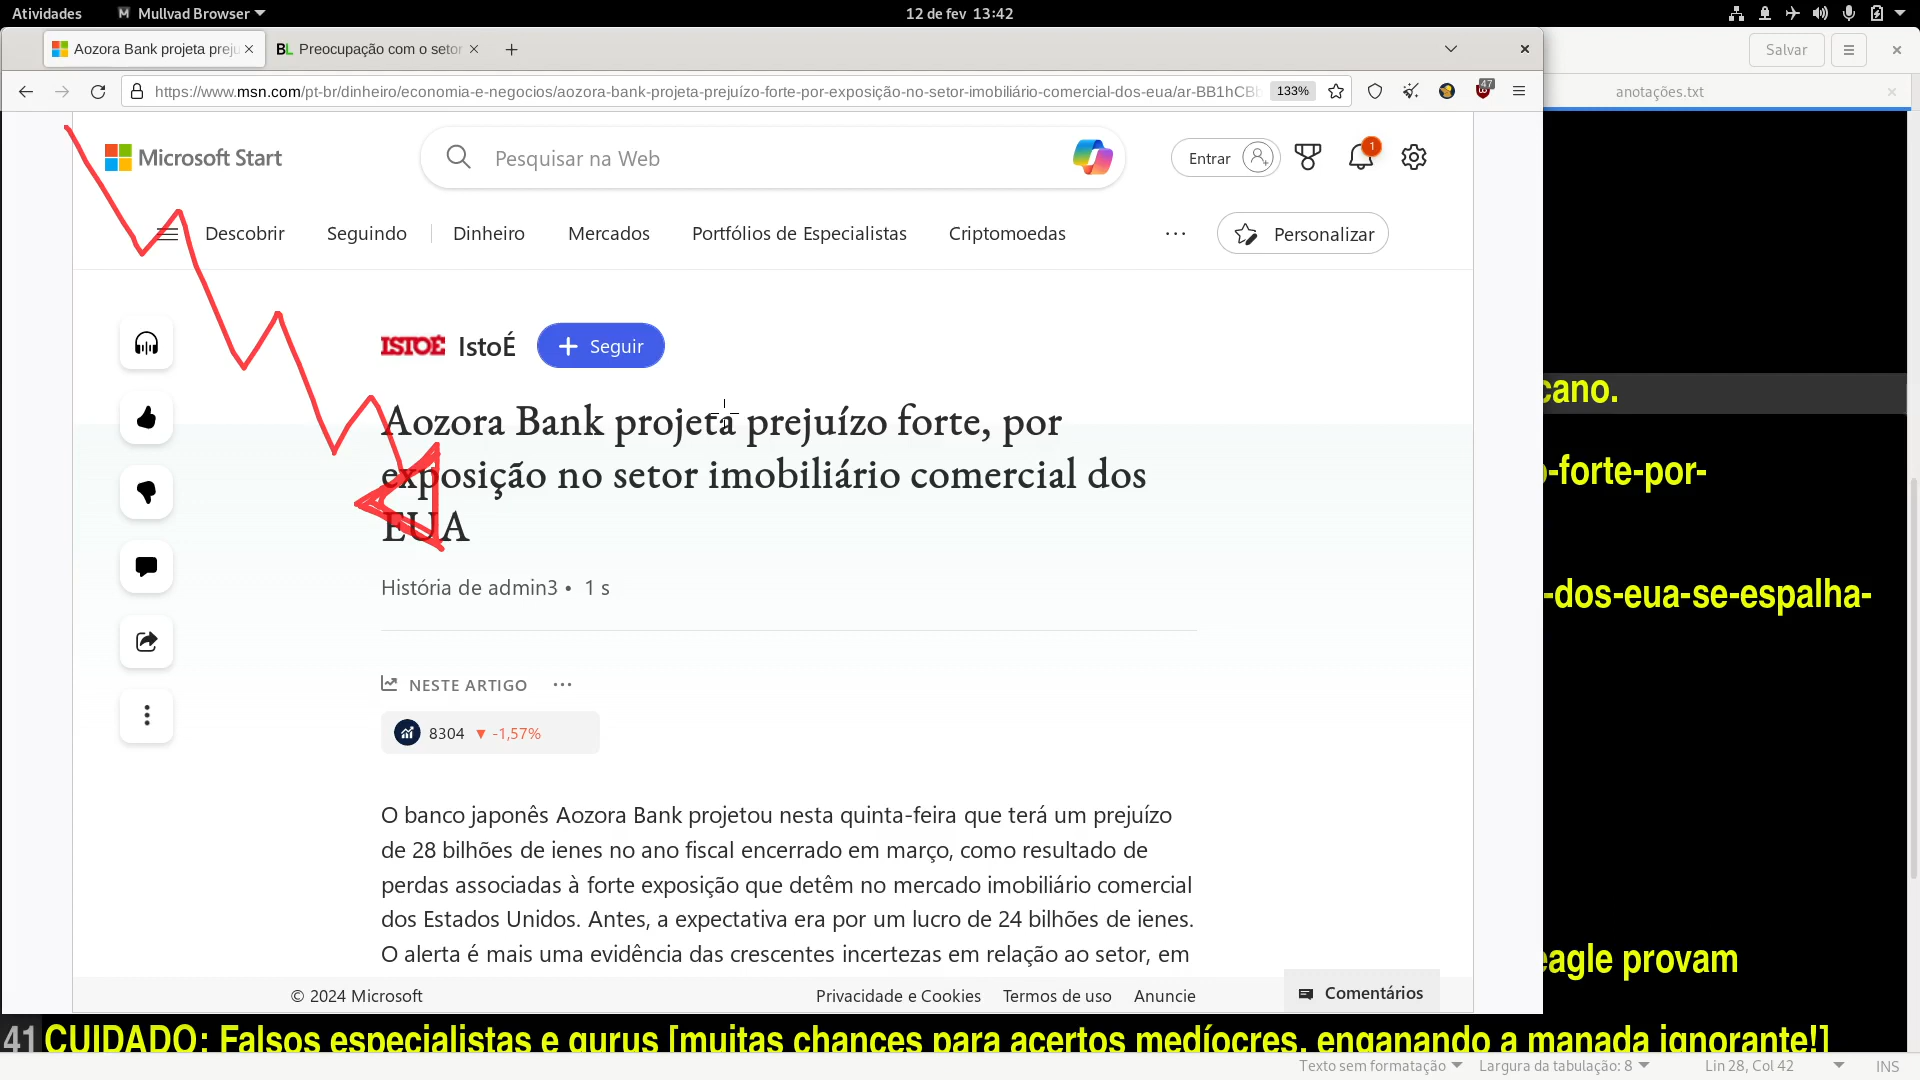 Atividades
Mullvad Browser
12 de fev 13:42
Aozora Bank projeta preju
BL Preocupação com o setor
Salvar
https://www.msn.com/pt-br/dinheiro/economia-e-negocios/aozora-bank-projeta-prejuízo-forte-por-exposição-no-setor-imobiliário-comercial-dos-eua/ar-BB1hCBb
133%
47
anotações.txt
Microsoft Start
Pesquisar na Web
Entrar
1
Descobrir
Seguindo
Dinheiro
Mercados
Portfólios de Especialistas
Criptomoedas
Personalizar
ISTOÉ IstoÉ
Seguir
cano.
Aozora Bank projeta prejuízo forte, por
exposição no setor imobiliário comercial dos
EUA
o-forte-por-
-dos-eua-se-espalha-
História de admin3 • 1 s
NESTE ARTIGO
8304 ▼ -1,57%
O banco japonês Aozora Bank projetou nesta quinta-feira que terá um prejuízo
de 28 bilhões de ienes no ano fiscal encerrado em março, como resultado de
perdas associadas à forte exposição que detêm no mercado imobiliário comercial
dos Estados Unidos. Antes, a expectativa era por um lucro de 24 bilhões de ienes.
O alerta é mais uma evidência das crescentes incertezas em relação ao setor, em
eagle provam
© 2024 Microsoft
Privacidade e Cookies
Termos de uso
Anuncie
Comentários
41 CUIDADO: Falsos especialistas e gurus [muitas chances para acertos medíocres, enganando a manada ignorante!]
Texto sem formatação
Largura da tabulação: 8
Lin 28, Col 42
INS